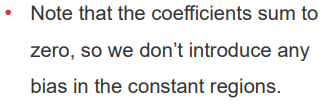 • Note that the coefficients sum to
zero, so we don’t introduce any
bias in the constant regions.